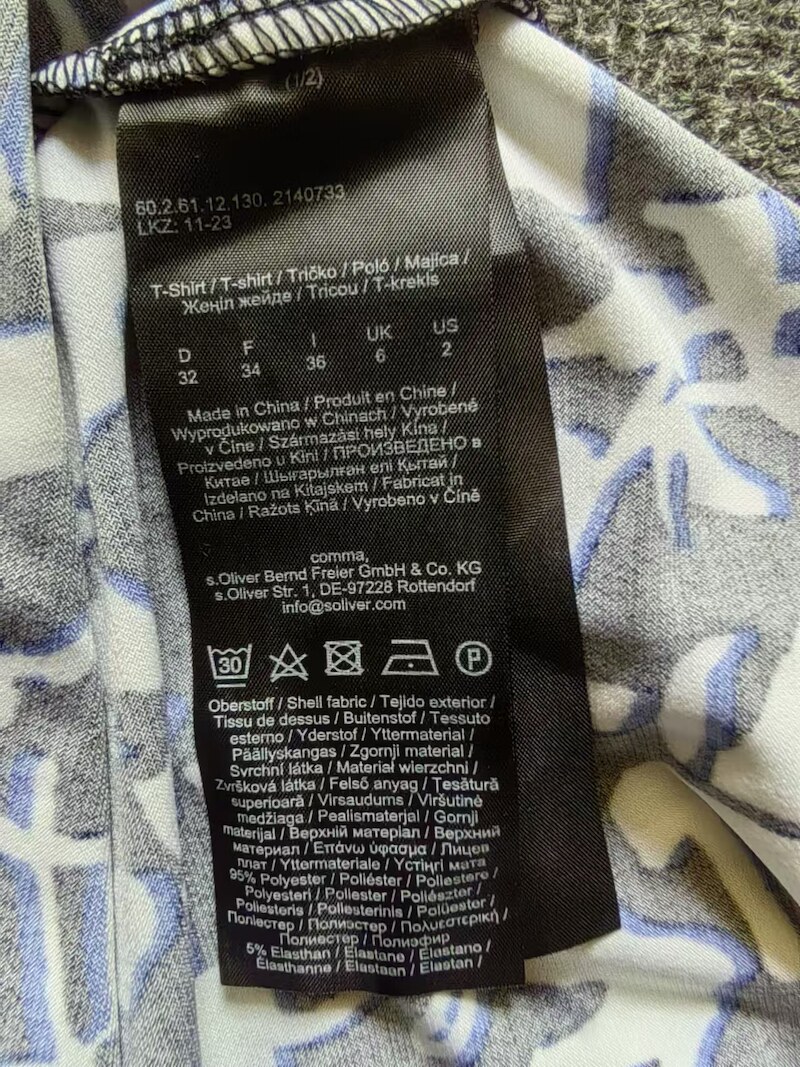 (1/2)
60.2.61.12.130. 2140733
LKZ: 11-23
T-Shirt / T-shirt / Tričko / Polό / Majica /
Жеңіл жейде / Tricou / T-krekls
D F I UK US
32 34 36 6 2
Made in China / Produit en Chine /
Wyprodukowano w Chinach / Vyrobené
v Číne / Származási hely Kína /
Proizvedeno u Kini / ПРОИЗВЕДЕНО в
Китае / Шығарылған елі Қытай /
Izdelano na Kitajskem / Fabricat in
China / Ražots Ķīnā / Vyrobeno v Číně
comma,
s.Oliver Bernd Freier GmbH & Co. KG
s.Oliver Str. 1, DE-97228 Rottendorf
info@soliver.com
30 P
Oberstoff / Shell fabric / Tejido exterior /
Tissu de dessus / Buitenstof / Tessuto
esterno / Yderstof / Yttermaterial /
Päällyskangas / Zgornji material /
Svrchní látka / Materiał wierzchni /
Zvršková látka / Felső anyag / Țesătură
superioară / Virsaudums / Viršutinė
medžiaga / Pealismaterjal / Gornji
materijal / Верхній матеріал / Верхний
материал / Επάνω ύφασμα / Лицев
плат / Yttermateriale / Үстіңгі мата
95% Polyester / Poliéster / Poliestere /
Polyesteri / Poliester / Poliészter /
Poliesteris / Poliesterinis / Polüester /
Поліестер / Полиэстер / Πολυεστερική /
Полиестер / Полиэфир
5% Elasthan / Elastane / Elastano /
Élasthanne / Elastaan / Elastan /